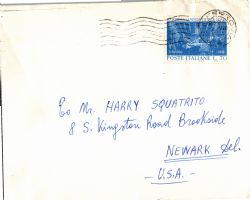 POSTE ITALIANE L. 70
To Mr. HARRY SQUATRITO
8 S. Kingston Road Brookside
NEWARK Del.
- U.S.A. -